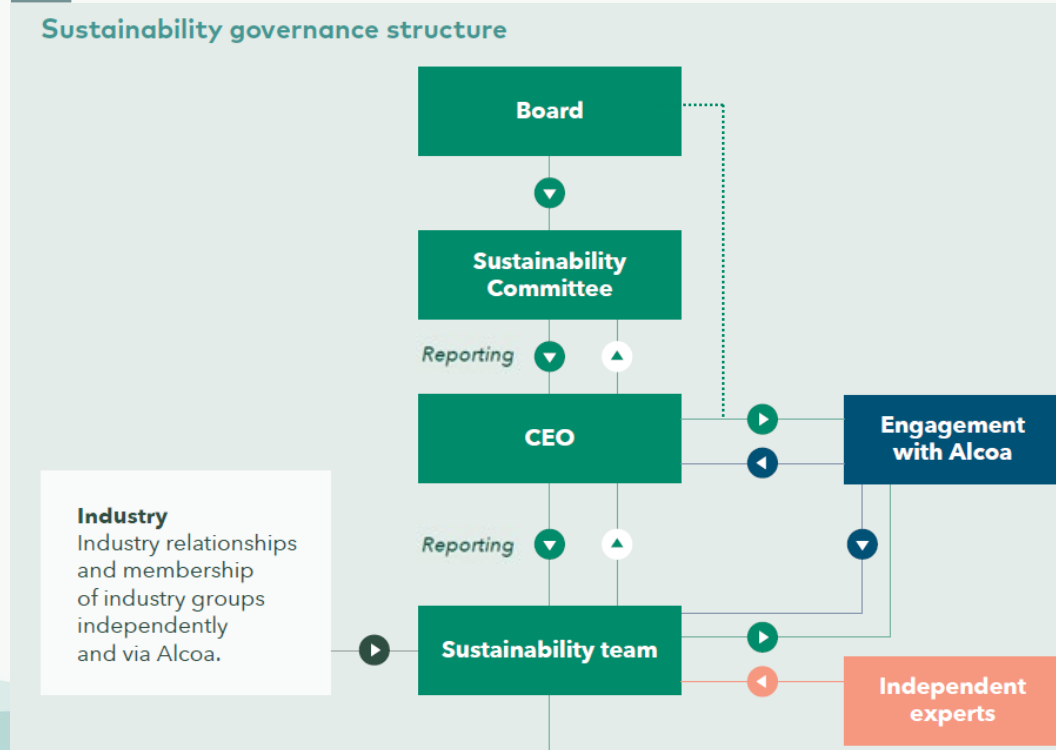 Sustainability governance structure
Board
Sustainability
Committee
Reporting
CEO
Engagement
with Alcoa
Industry
Industry relationships
and membership
of industry groups
independently
and via Alcoa.
Reporting
Sustainability team
Independent
experts